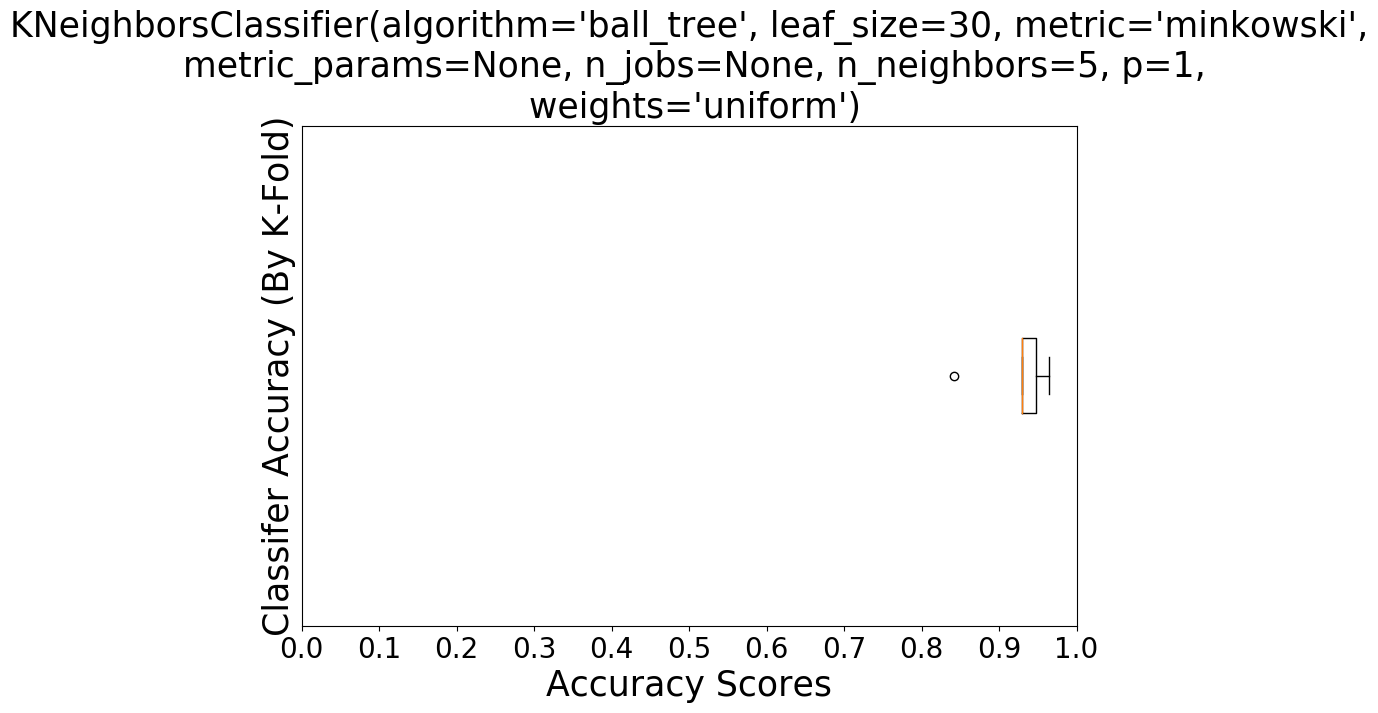 KNeighborsClassifier(algorithm='ball_tree', leaf_size=30, metric='minkowski',
metric_params=None, n_jobs=None, n_neighbors=5, p=1,
weights='uniform')
Classifer Accuracy (By K-Fold)
0.0 0.1 0.2 0.3 0.4 0.5 0.6 0.7 0.8 0.9 1.0
Accuracy Scores